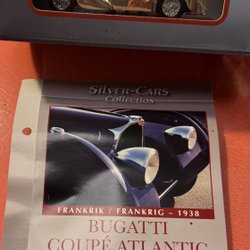 SILVER-CARS
Collection
FRANKRIK / FRANKRIG – 1938
BUGATTI
COUPÉ ATLANTIC